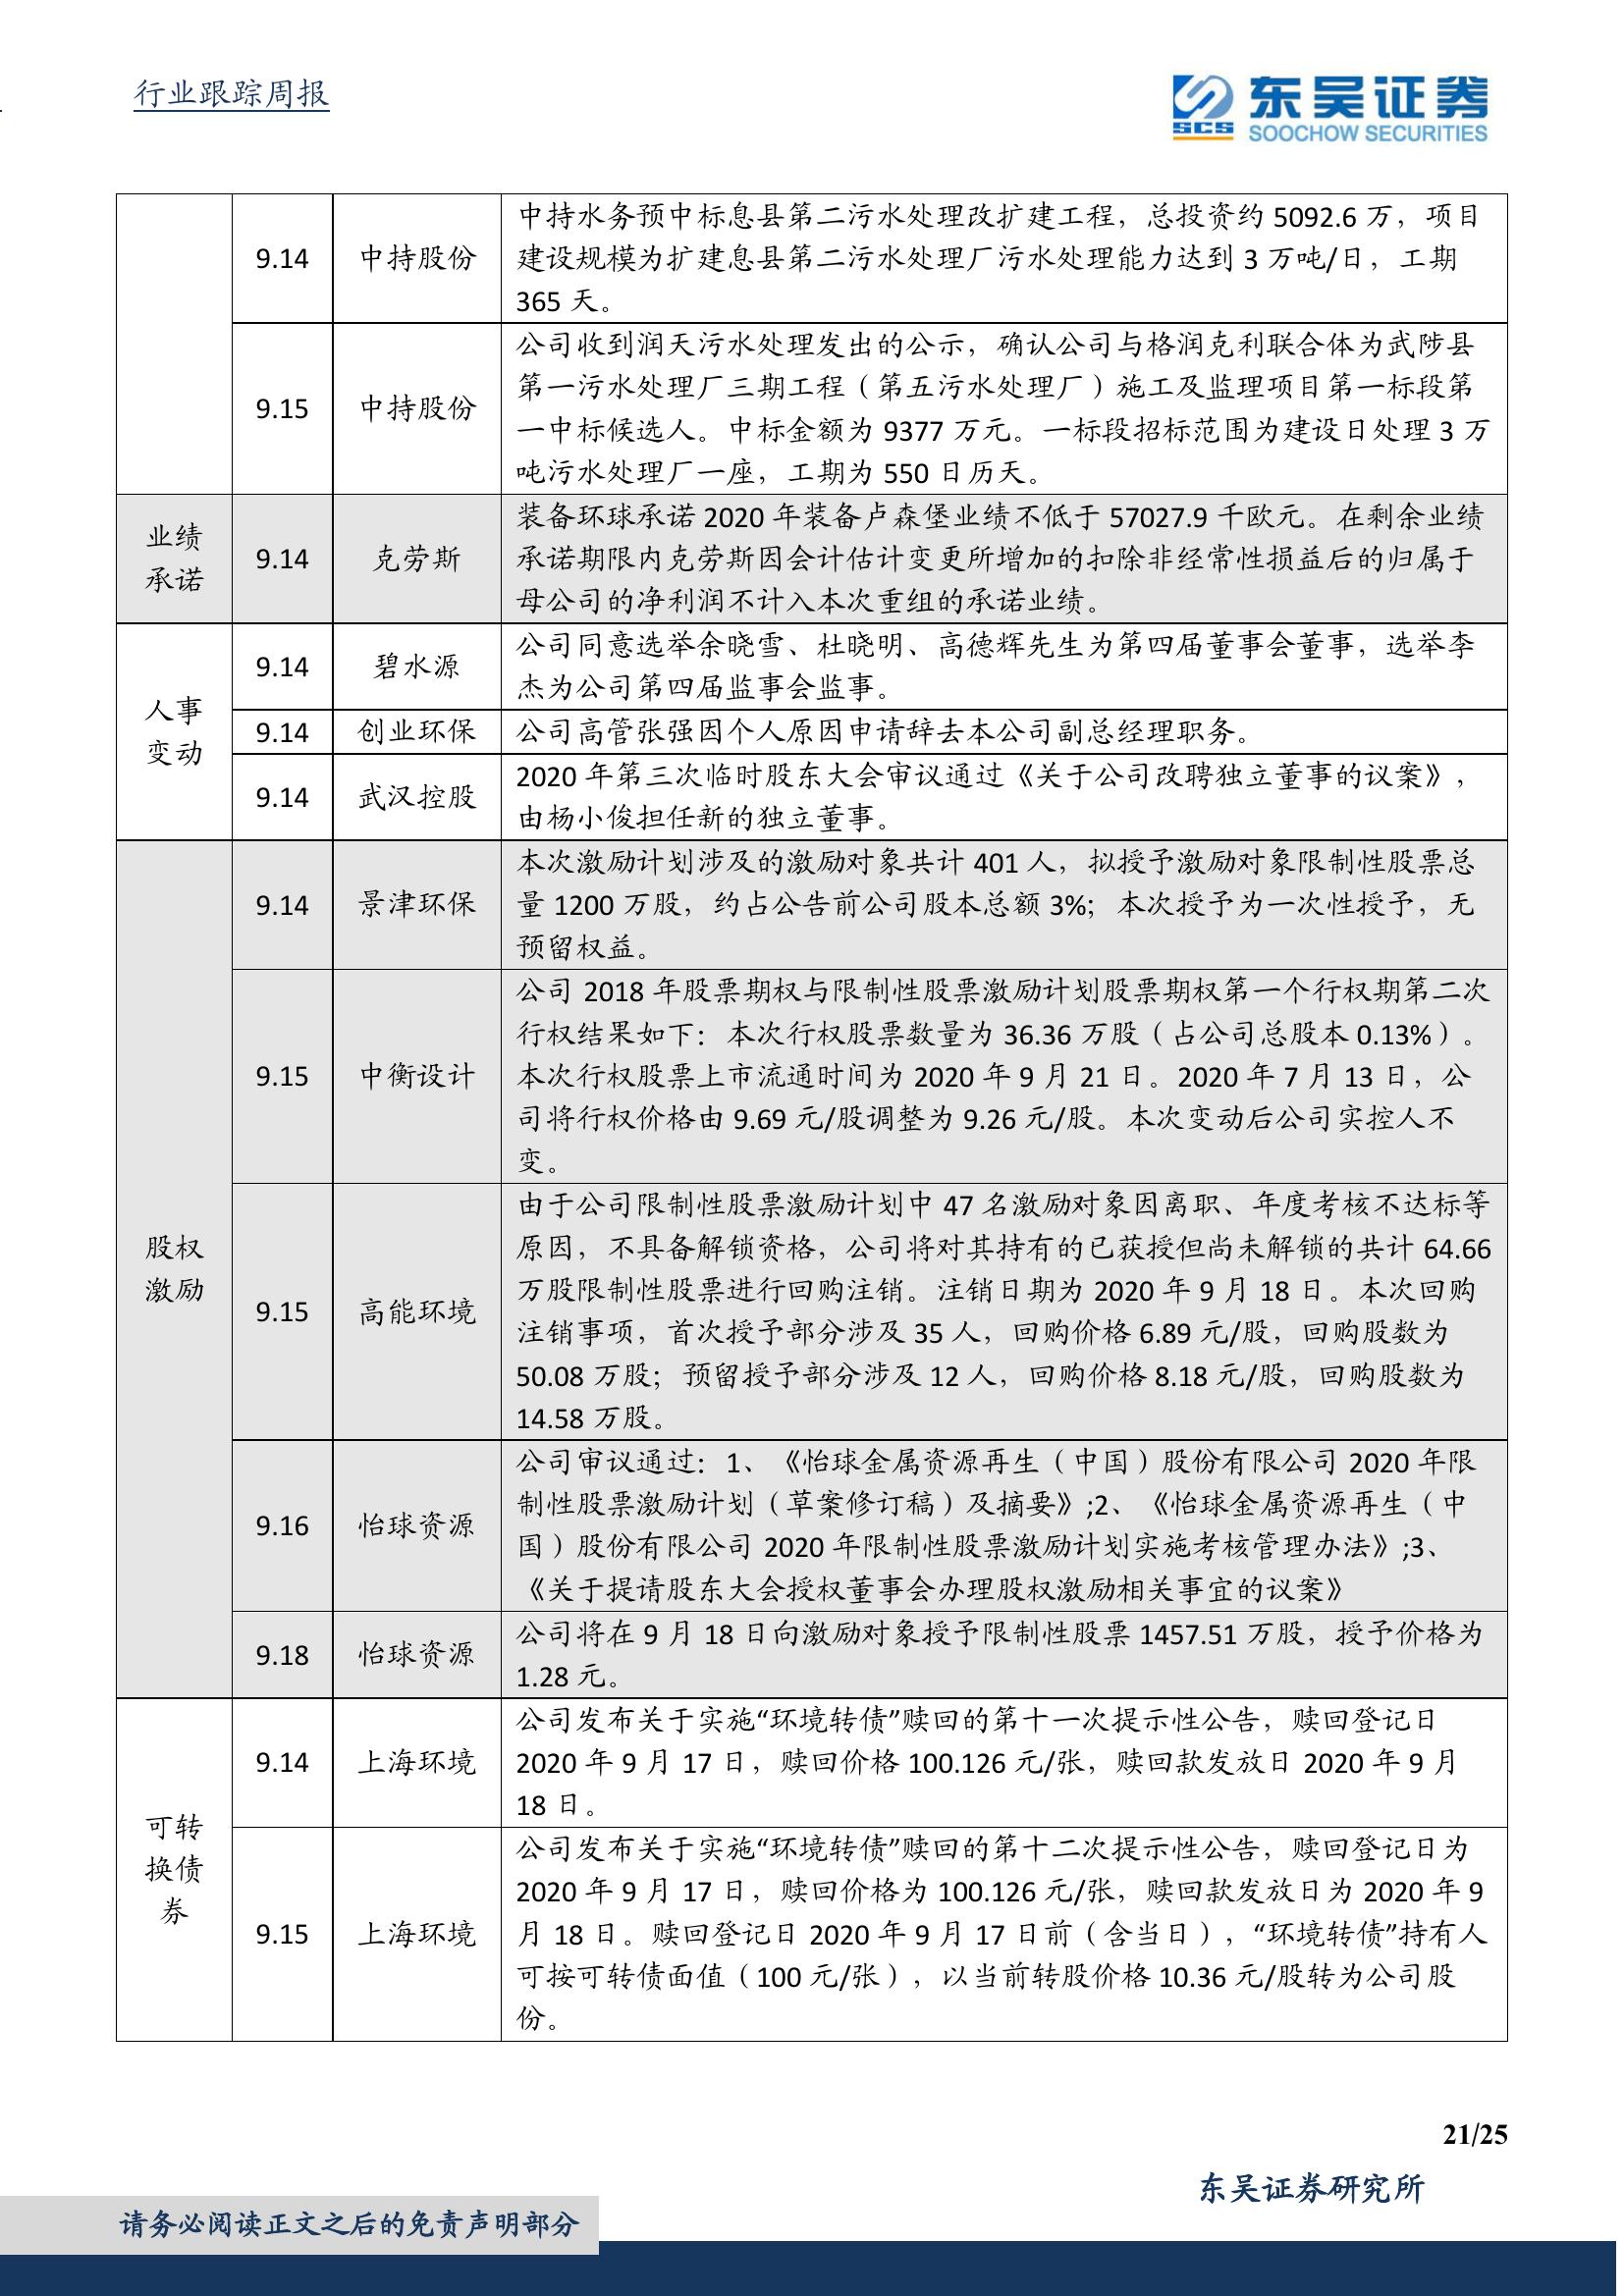 行业跟踪周报
SCS
东吴证券
SOOCHOW SECURITIES
9.14
中持股份
中持水务预中标息县第二污水处理改扩建工程，总投资约 5092.6 万，项目
建设规模为扩建息县第二污水处理厂污水处理能力达到 3 万吨/日，工期
365 天。
9.15
中持股份
公司收到润天污水处理发出的公示，确认公司与格润克利联合体为武陟县
第一污水处理厂三期工程（第五污水处理厂）施工及监理项目第一标段第
一中标候选人。中标金额为 9377 万元。一标段招标范围为建设日处理 3 万
吨污水处理厂一座，工期为 550 日历天。
业绩
承诺
9.14
克劳斯
装备环球承诺 2020 年装备卢森堡业绩不低于 57027.9 千欧元。在剩余业绩
承诺期限内克劳斯因会计估计变更所增加的扣除非经常性损益后的归属于
母公司的净利润不计入本次重组的承诺业绩。
人事
变动
9.14
碧水源
公司同意选举余晓雪、杜晓明、高德辉先生为第四届董事会董事，选举李
杰为公司第四届监事会监事。
9.14
创业环保
公司高管张强因个人原因申请辞去本公司副总经理职务。
9.14
武汉控股
2020 年第三次临时股东大会审议通过《关于公司改聘独立董事的议案》，
由杨小俊担任新的独立董事。
股权
激励
9.14
景津环保
本次激励计划涉及的激励对象共计 401 人，拟授予激励对象限制性股票总
量 1200 万股，约占公告前公司股本总额 3%；本次授予为一次性授予，无
预留权益。
9.15
中衡设计
公司 2018 年股票期权与限制性股票激励计划股票期权第一个行权期第二次
行权结果如下：本次行权股票数量为 36.36 万股（占公司总股本 0.13%）。
本次行权股票上市流通时间为 2020 年 9 月 21 日。2020 年 7 月 13 日，公
司将行权价格由 9.69 元/股调整为 9.26 元/股。本次变动后公司实控人不
变。
9.15
高能环境
由于公司限制性股票激励计划中 47 名激励对象因离职、年度考核不达标等
原因，不具备解锁资格，公司将对其持有的已获授但尚未解锁的共计 64.66
万股限制性股票进行回购注销。注销日期为 2020 年 9 月 18 日。本次回购
注销事项，首次授予部分涉及 35 人，回购价格 6.89 元/股，回购股数为
50.08 万股；预留授予部分涉及 12 人，回购价格 8.18 元/股，回购股数为
14.58 万股。
9.16
怡球资源
公司审议通过：1、《怡球金属资源再生（中国）股份有限公司 2020 年限
制性股票激励计划（草案修订稿）及摘要》;2、《怡球金属资源再生（中
国）股份有限公司 2020 年限制性股票激励计划实施考核管理办法》;3、
《关于提请股东大会授权董事会办理股权激励相关事宜的议案》
9.18
怡球资源
公司将在 9 月 18 日向激励对象授予限制性股票 1457.51 万股，授予价格为
1.28 元。
可转
换债
券
9.14
上海环境
公司发布关于实施“环境转债”赎回的第十一次提示性公告，赎回登记日
2020 年 9 月 17 日，赎回价格 100.126 元/张，赎回款发放日 2020 年 9 月
18 日。
9.15
上海环境
公司发布关于实施“环境转债”赎回的第十二次提示性公告，赎回登记日为
2020 年 9 月 17 日，赎回价格为 100.126 元/张，赎回款发放日为 2020 年 9
月 18 日。赎回登记日 2020 年 9 月 17 日前（含当日），“环境转债”持有人
可按可转债面值（100 元/张），以当前转股价格 10.36 元/股转为公司股
份。
21/25
东吴证券研究所
请务必阅读正文之后的免责声明部分